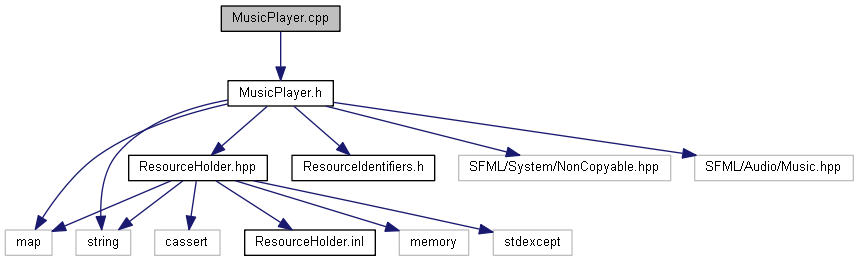 MusicPlayer.cpp
MusicPlayer.h
ResourceHolder.hpp
ResourceIdentifiers.h
SFML/System/NonCopyable.hpp
SFML/Audio/Music.hpp
map
string
cassert
ResourceHolder.inl
memory
stdexcept